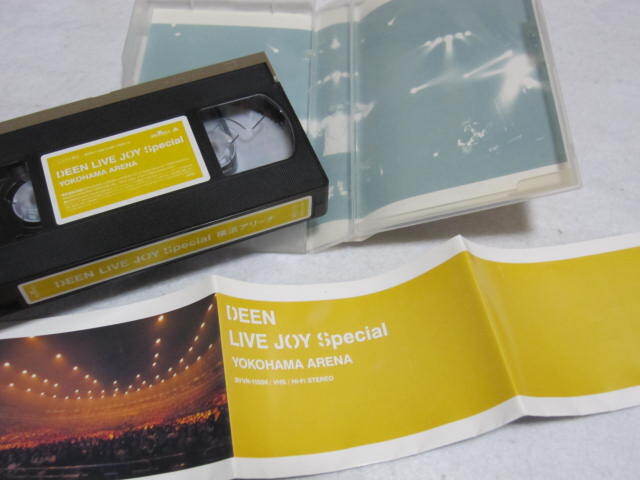 DEEN LIVE JOY Special
YOKOHAMA ARENA
DEEN LIVE JOY Special 横浜アリーナ
DEEN
LIVE JOY Special
YOKOHAMA ARENA
/ VHS / HI-FI STEREO